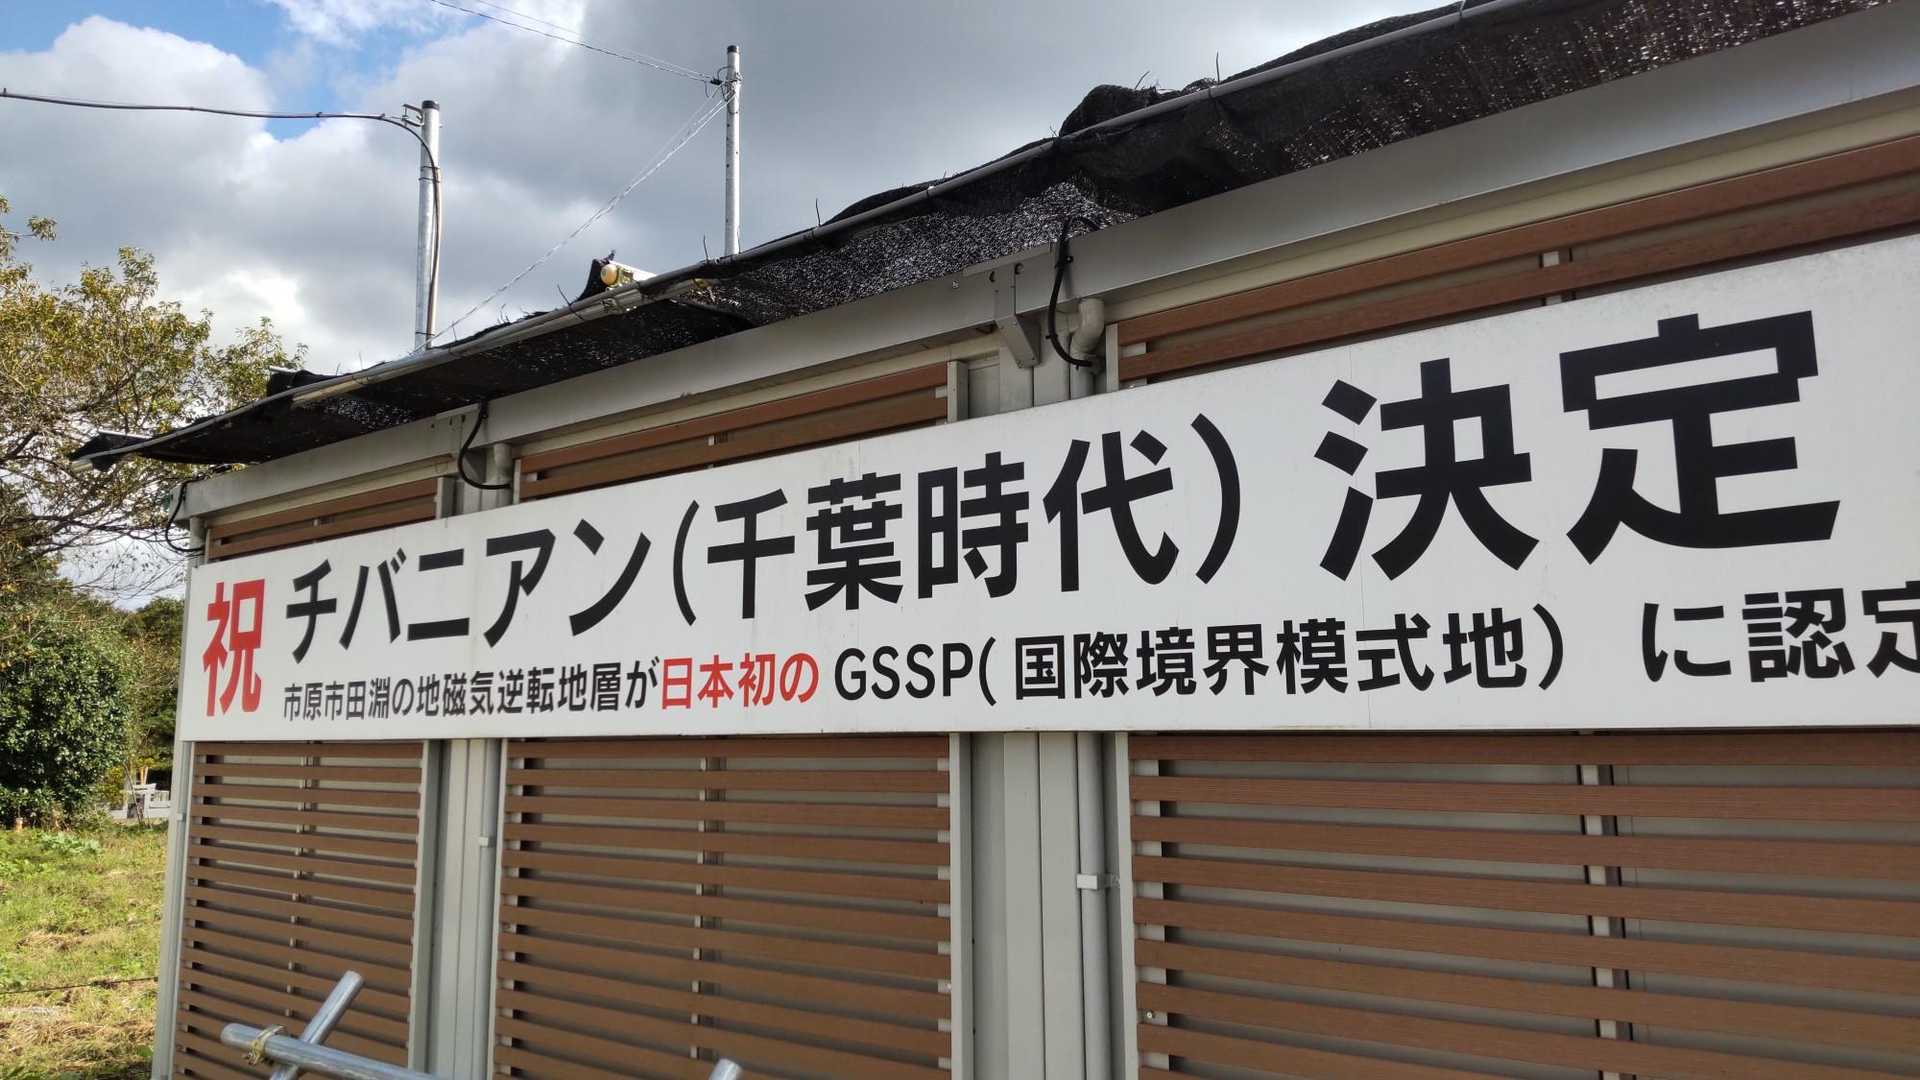 祝 チバニアン(千葉時代) 決定
市原市田淵の地磁気逆転地層が日本初の GSSP(国際境界模式地) に認定